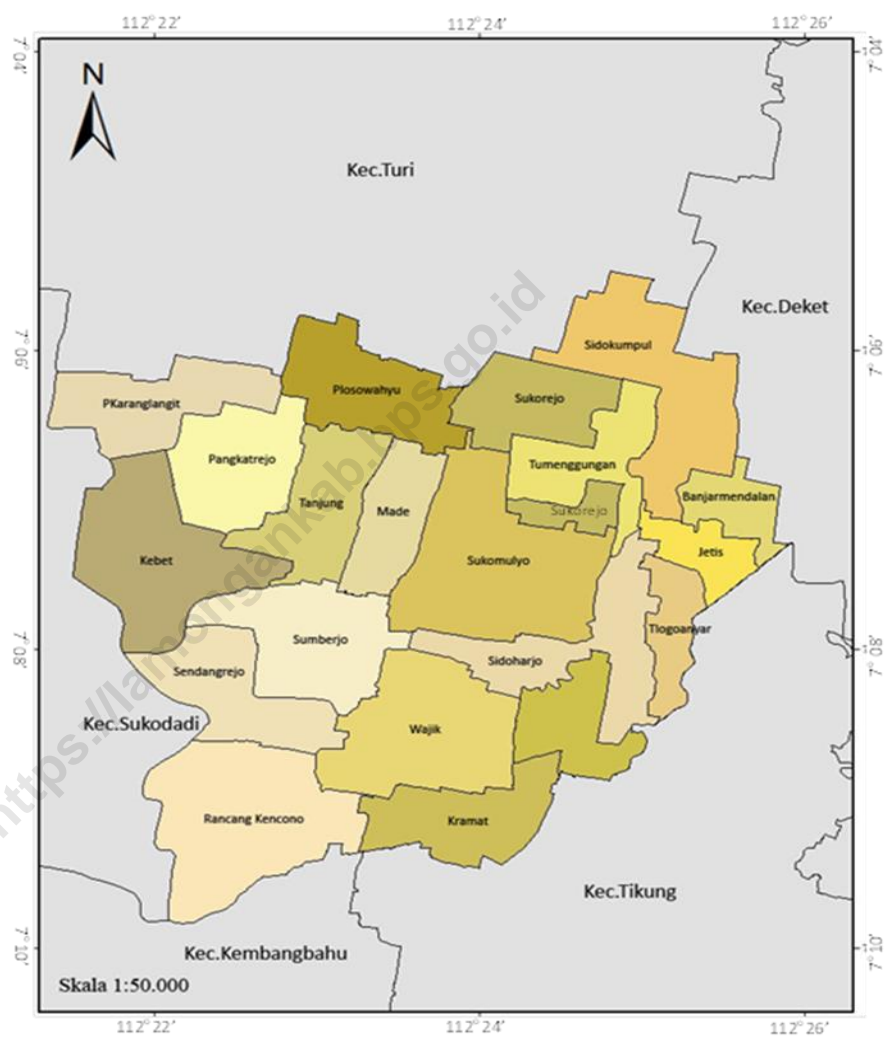 112° 22' 112° 24' 112° 26'
7° 04' 7° 04'
N
Kec.Turi
Kec.Deket
7° 06' 7° 06'
Sidokumpul
Plosowahyu
Sukorejo
PKaranglangit
Pangkatrejo
Tumenggungan
Banjarmendalan
Tanjung
Made
Sukorejo
Jetis
Kebet
Sukomulyo
Tlogoanyar
Sumberjo
7° 08' 7° 08'
Sidoharjo
Sendangrejo
Kec.Sukodadi
Wajik
Rancang Kencono
Kramat
Kec.Tikung
Kec.Kembangbahu
7° 10' 7° 10'
Skala 1:50.000
112° 22' 112° 24' 112° 26'
https://lamongankab.bps.go.id